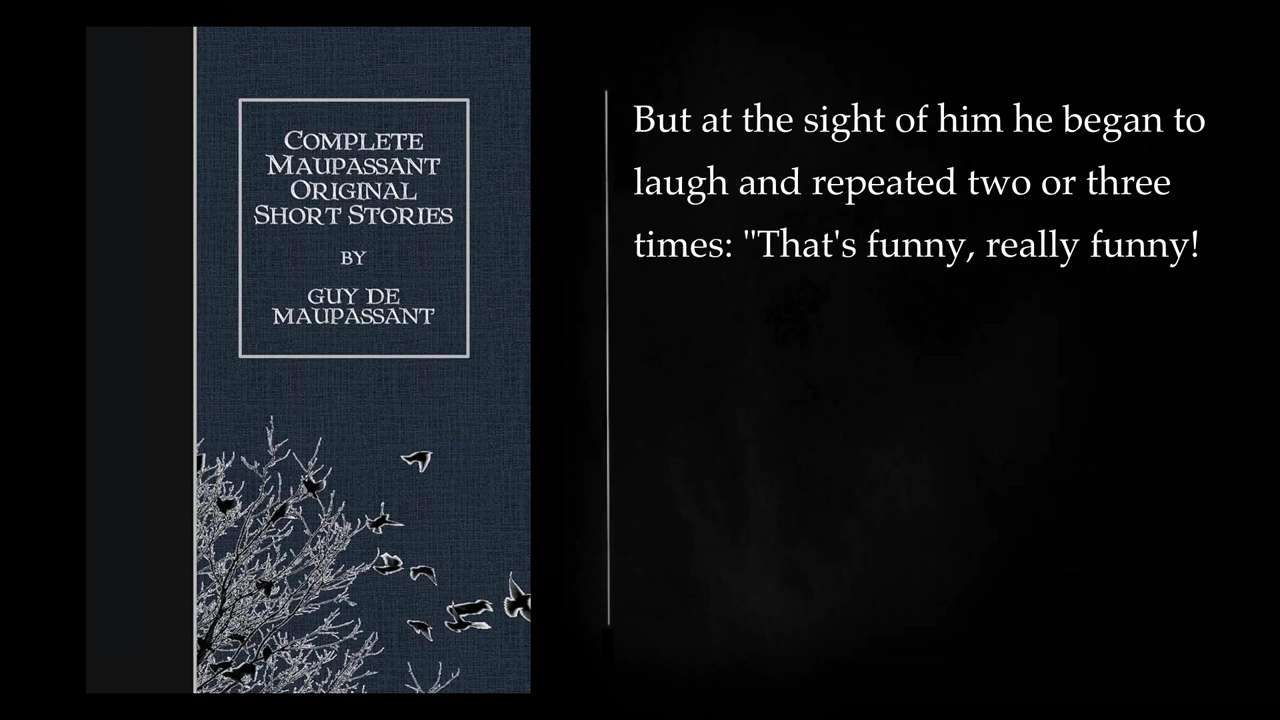 COMPLETE
MAUPASSANT
ORIGINAL
SHORT STORIES
BY
GUY DE
MAUPASSANT
But at the sight of him he began to
laugh and repeated two or three
times: "That's funny, really funny!